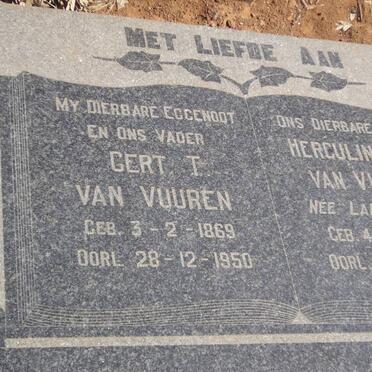 MET LIEFDE AAN
MY DIERBARE EGGENOOT
EN ONS VADER
GERT T.
VAN VUUREN
GEB. 3-2-1869
OORL 28-12-1950
ONS DIERBARE
HERCULIN
VAN V
NÉE LA
GEB. 4
OORL.